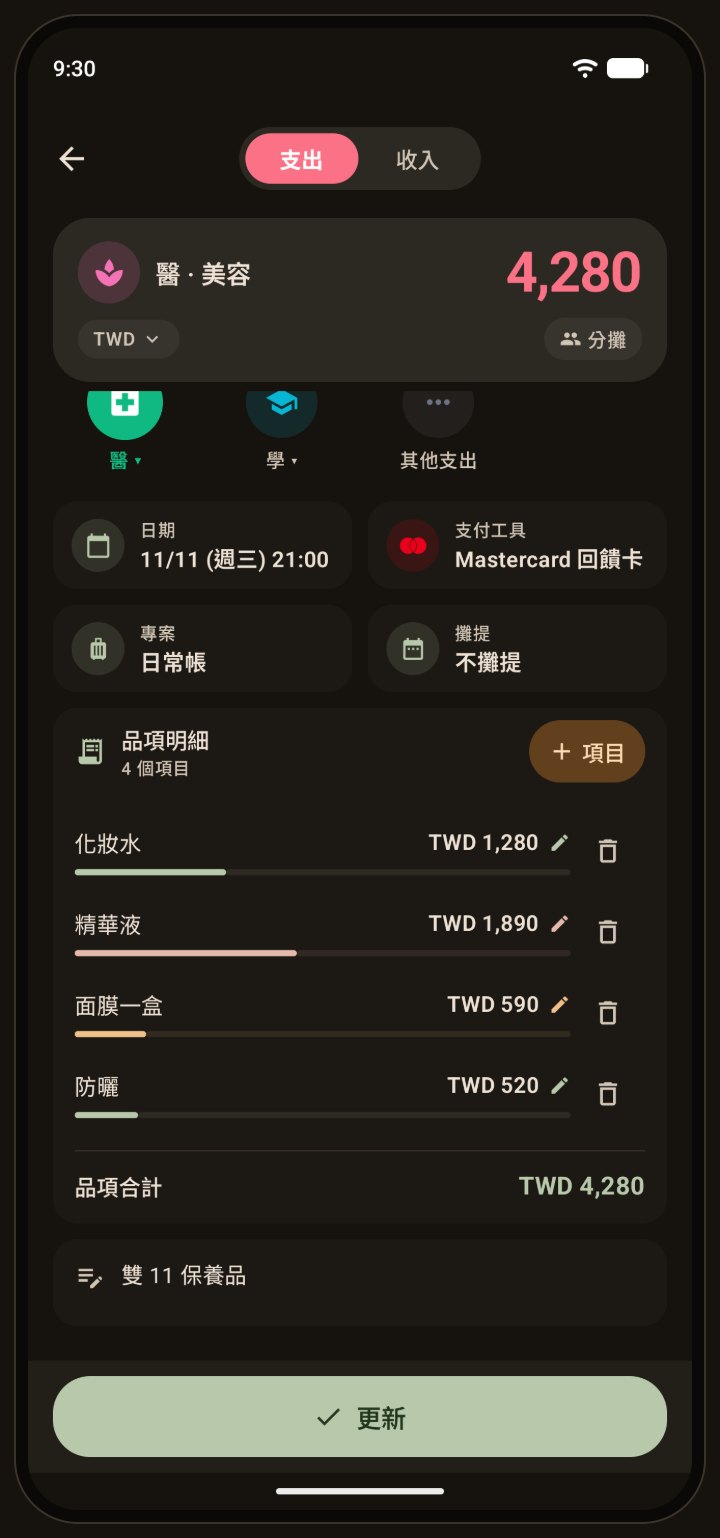 9:30
支出 收入
醫 · 美容 4,280
TWD 分攤
醫 ▾ 學 ▾ 其他支出
日期 支付工具
11/11 (週三) 21:00 Mastercard 回饋卡
專案 攤提
日常帳 不攤提
品項明細
4 個項目
+ 項目
化妝水 TWD 1,280
精華液 TWD 1,890
面膜一盒 TWD 590
防曬 TWD 520
品項合計 TWD 4,280
雙 11 保養品
更新